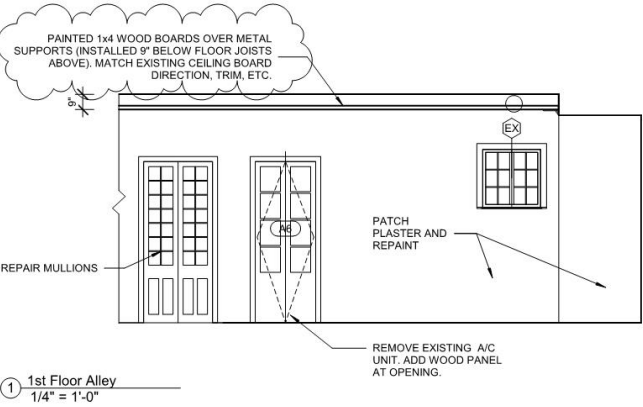 PAINTED 1x4 WOOD BOARDS OVER METAL
SUPPORTS (INSTALLED 9" BELOW FLOOR JOISTS
ABOVE). MATCH EXISTING CEILING BOARD
DIRECTION, TRIM, ETC.
9"
EX
A6
PATCH
PLASTER AND
REPAINT
REPAIR MULLIONS
REMOVE EXISTING A/C
UNIT. ADD WOOD PANEL
AT OPENING.
1
1st Floor Alley
1/4" = 1'-0"